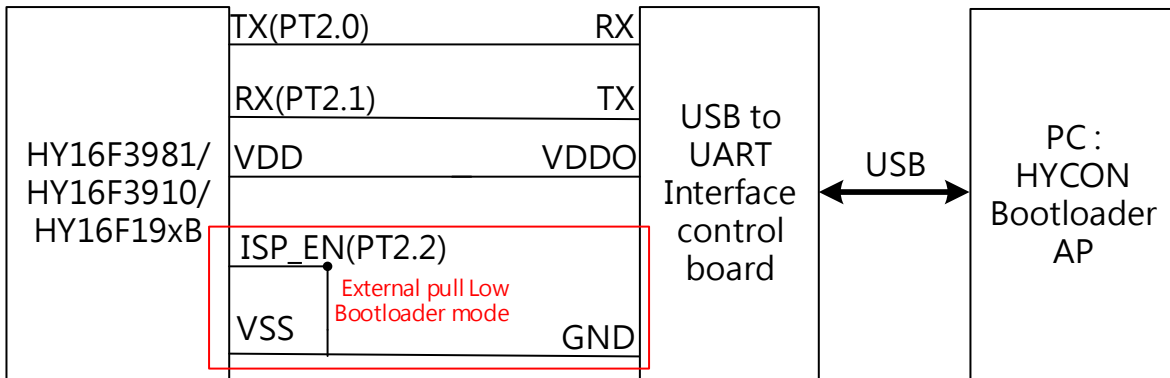 TX(PT2.0)
RX
RX(PT2.1)
TX
VDD
VDDO
ISP_EN(PT2.2)
External pull Low
Bootloader mode
VSS
GND
HY16F3981/
HY16F3910/
HY16F19xB
USB to
UART
Interface
control
board
USB
PC :
HYCON
Bootloader
AP